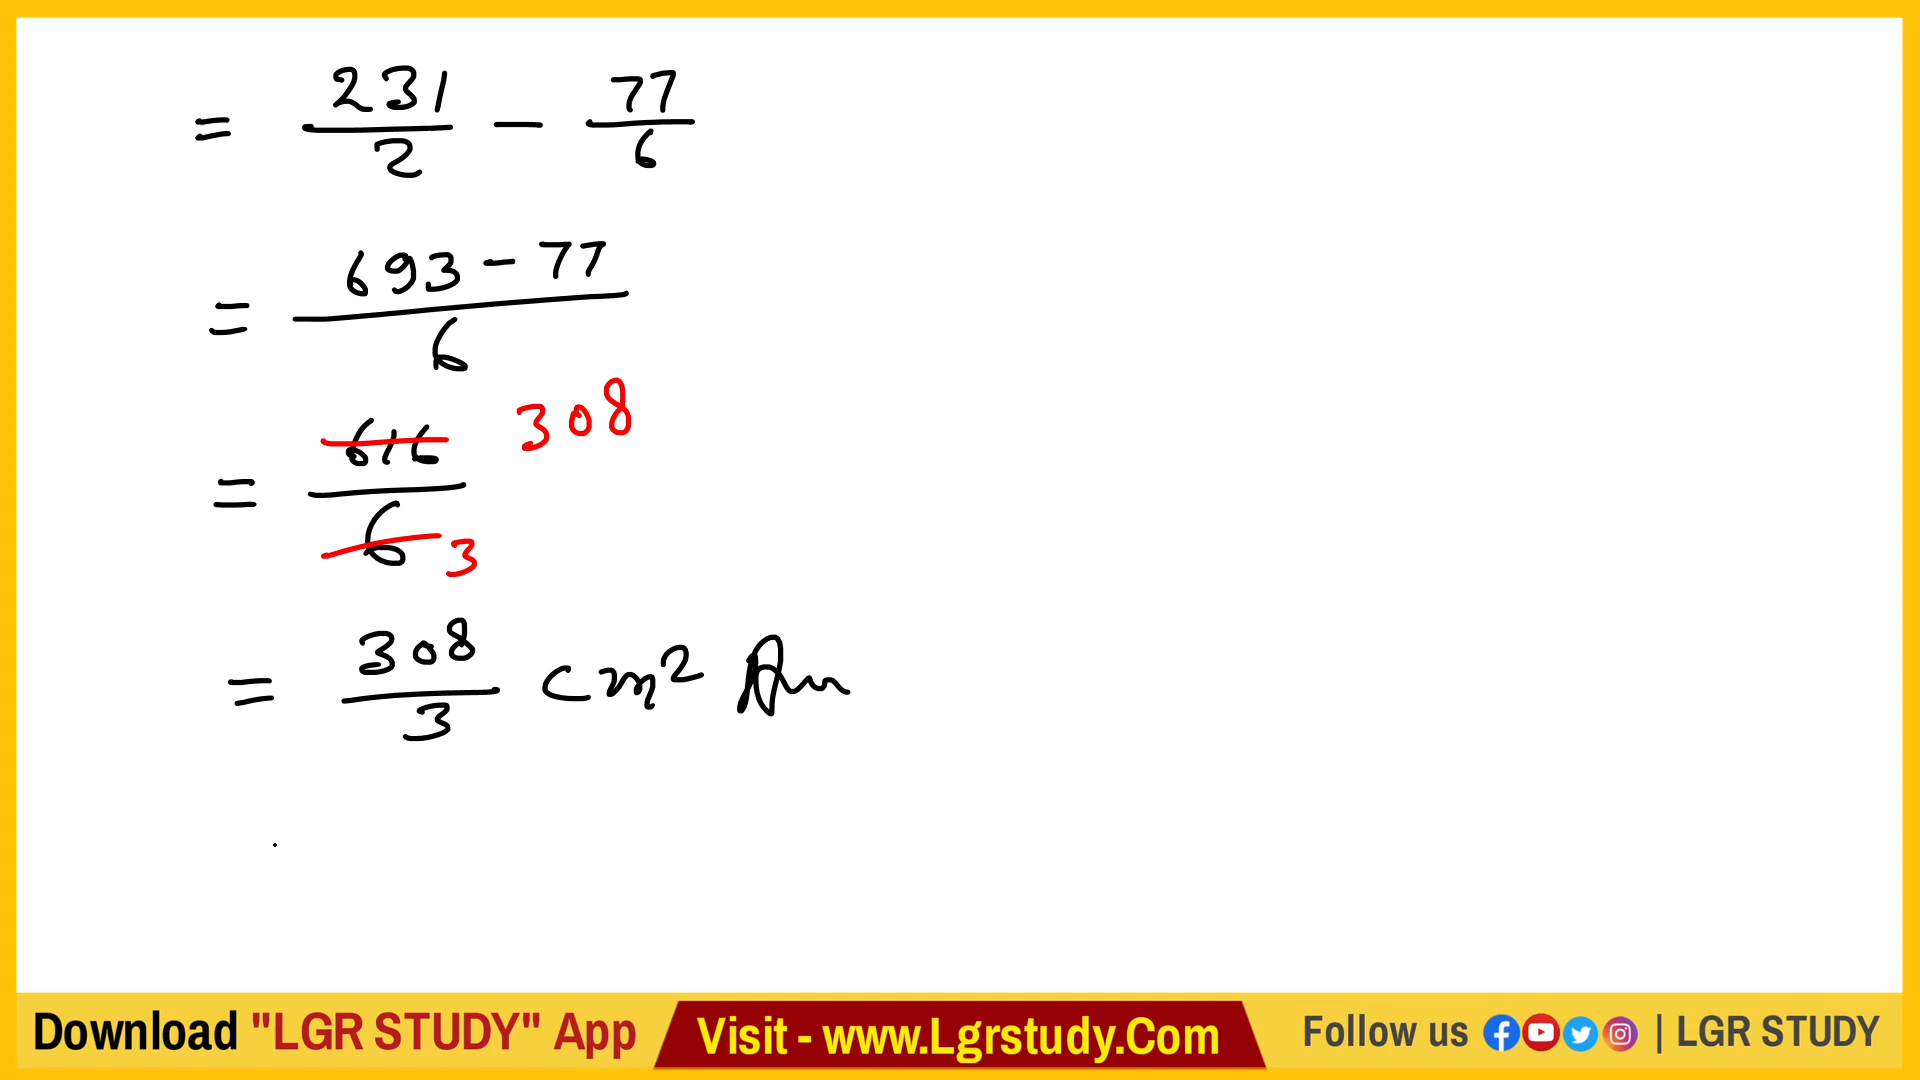 = 231/2 - 77/6
= 693 - 77/6
= 616/6 308 3
= 308/3 cm² Ans
Download "LGR STUDY" App Visit - www.Lgrstudy.Com Follow us | LGR STUDY